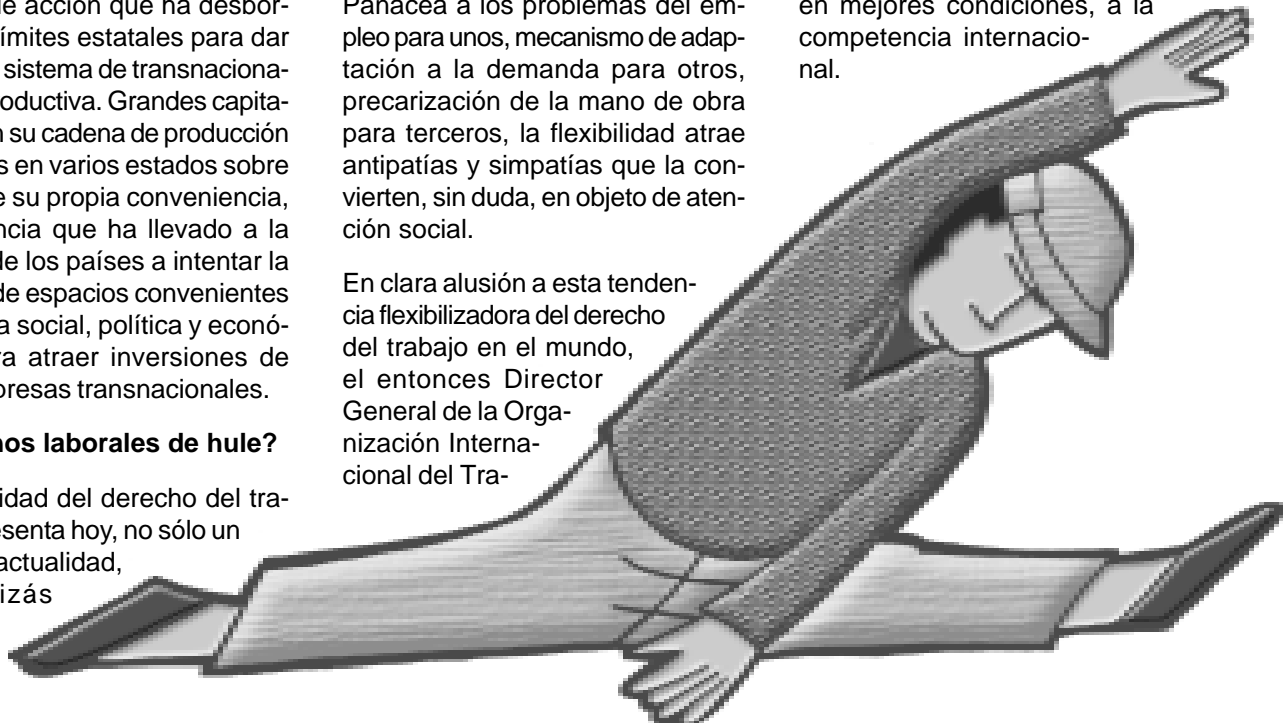 de acción que ha desbor-
ímites estatales para dar
sistema de transnaciona-
oductiva. Grandes capita-
n su cadena de producción
s en varios estados sobre
e su propia conveniencia,
ncia que ha llevado a la
de los países a intentar la
de espacios convenientes
a social, política y econó-
ra atraer inversiones de
presas transnacionales.
nos laborales de hule?
idad del derecho del tra-
esenta hoy, no sólo un
actualidad,
izás
Panacea a los problemas del em-
pleo para unos, mecanismo de adap-
tación a la demanda para otros,
precarización de la mano de obra
para terceros, la flexibilidad atrae
antipatías y simpatías que la con-
vierten, sin duda, en objeto de aten-
ción social.
En clara alusión a esta tenden-
cia flexibilizadora del derecho
del trabajo en el mundo,
el entonces Director
General de la Orga-
nización Interna-
cional del Tra-
en mejores condiciones, a la
competencia internacio-
nal.